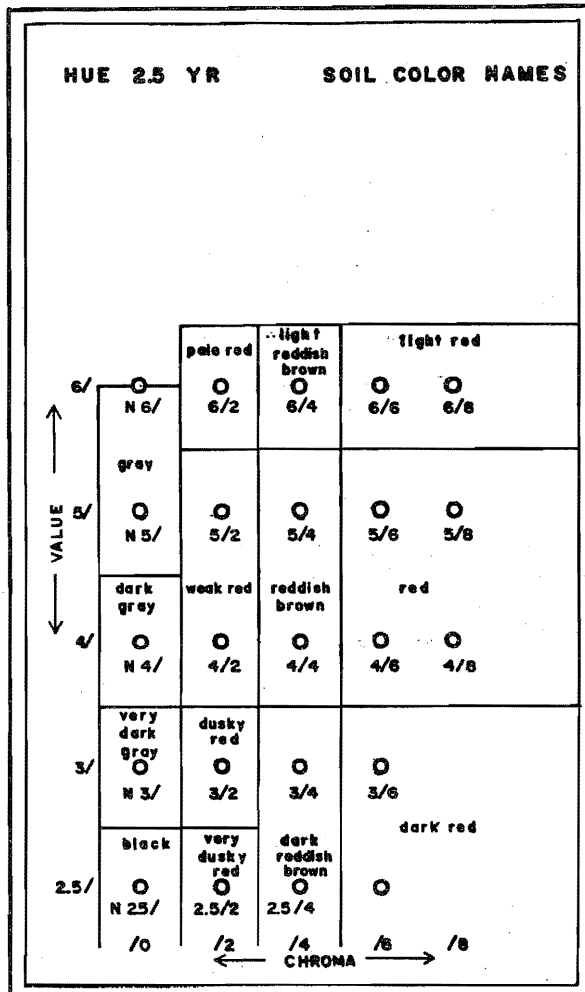 HUE 2.5 YR SOIL COLOR NAMES
pale red light reddish brown light red
6/ N 6/ 6/2 6/4 6/6 6/8
gray
5/ N 5/ 5/2 5/4 5/6 5/8
VALUE
dark gray weak red reddish brown red
4/ N 4/ 4/2 4/4 4/6 4/8
very dark gray dusky red
3/ N 3/ 3/2 3/4 3/6
black very dusky red dark reddish brown dark red
2.5/ N 25/ 2.5/2 2.5/4
/0 /2 /4 /6 /8
CHROMA